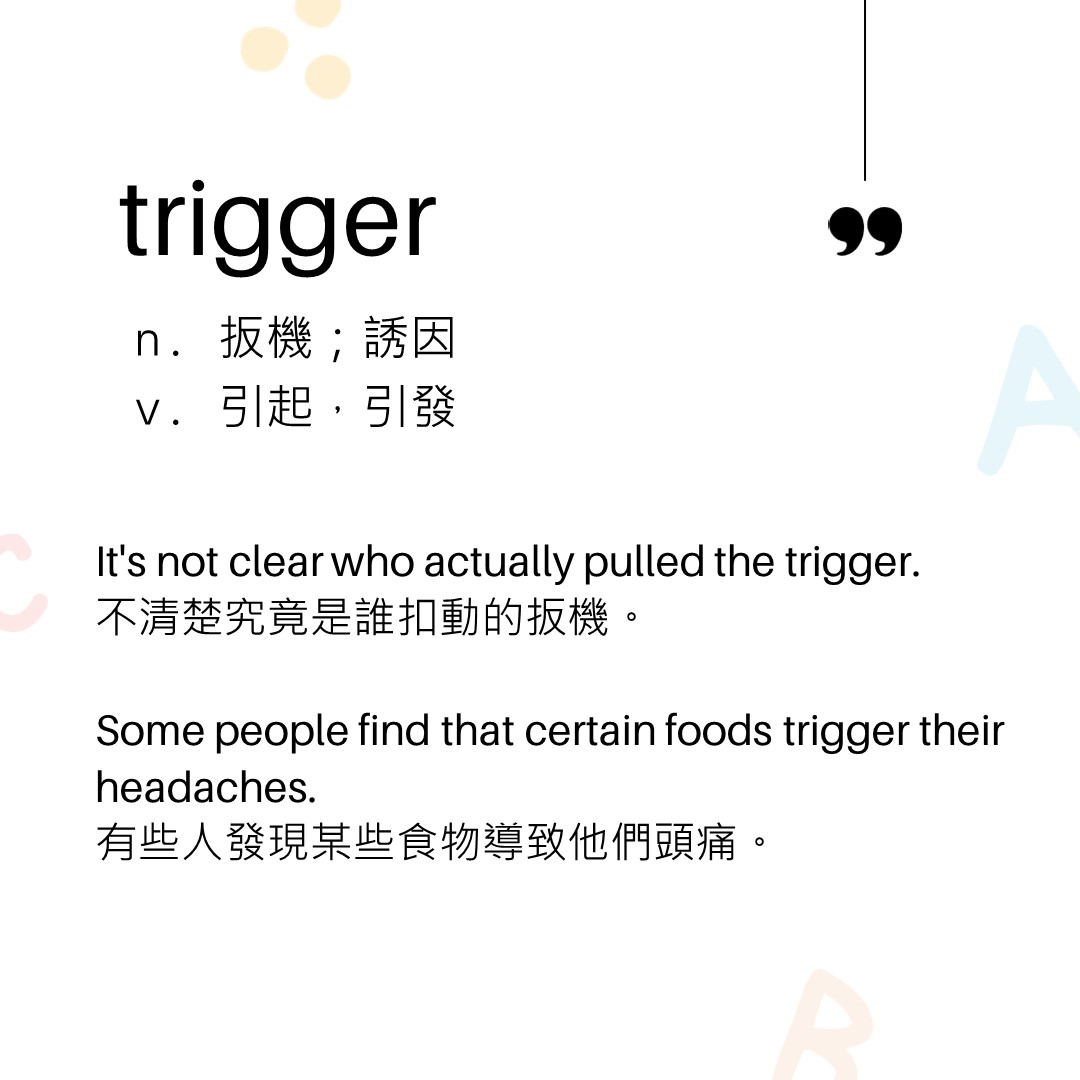 trigger
”
n. 扳機；誘因
v. 引起，引發
It's not clear who actually pulled the trigger.
不清楚究竟是誰扣動的扳機。
Some people find that certain foods trigger their
headaches.
有些人發現某些食物導致他們頭痛。
A
C
B